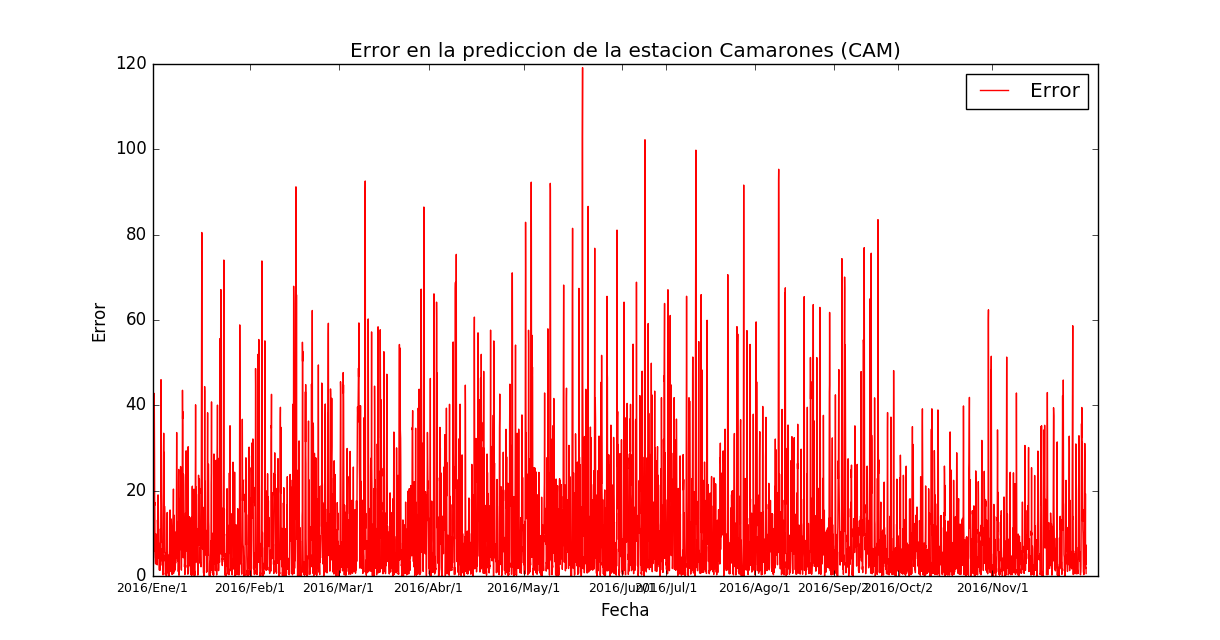 Error en la prediccion de la estacion Camarones (CAM)
Error
120
100
80
60
40
20
0
Error
2016/Ene/1 2016/Feb/1 2016/Mar/1 2016/Abr/1 2016/May/1 2016/Jun/1 2016/Jul/1 2016/Ago/1 2016/Sep/2 2016/Oct/2 2016/Nov/1
Fecha